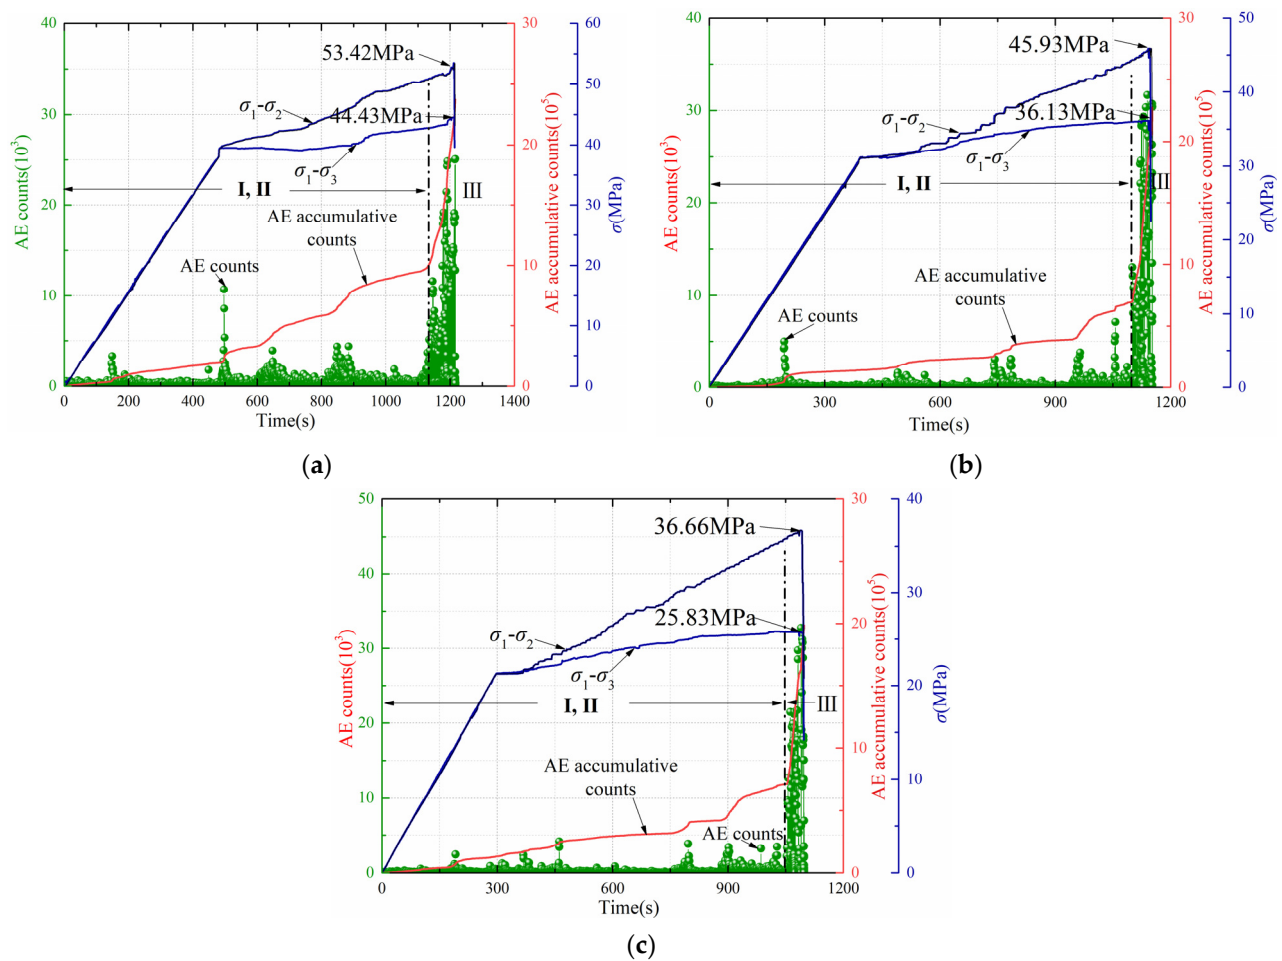 40
30
20
10
0
AE counts(10³)
0
200
400
600
800
1000
1200
1400
Time(s)
30
20
10
0
AE accumulative counts(10⁵)
60
50
40
30
20
10
0
σ(MPa)
53.42MPa
σ₁-σ₂
44.43MPa
σ₁-σ₃
I, II
III
AE accumulative
counts
AE counts
(a)
40
30
20
10
0
AE counts(10³)
0
300
600
900
1200
Time(s)
30
20
10
0
AE accumulative counts(10⁵)
50
40
30
20
10
0
σ(MPa)
45.93MPa
σ₁-σ₂
36.13MPa
σ₁-σ₃
I, II
III
AE accumulative
counts
AE counts
(b)
50
40
30
20
10
0
AE counts(10³)
0
300
600
900
1200
Time(s)
30
20
10
0
AE accumulative counts(10⁵)
40
30
20
10
0
σ(MPa)
36.66MPa
σ₁-σ₂
25.83MPa
σ₁-σ₃
I, II
III
AE accumulative
counts
AE counts
(c)